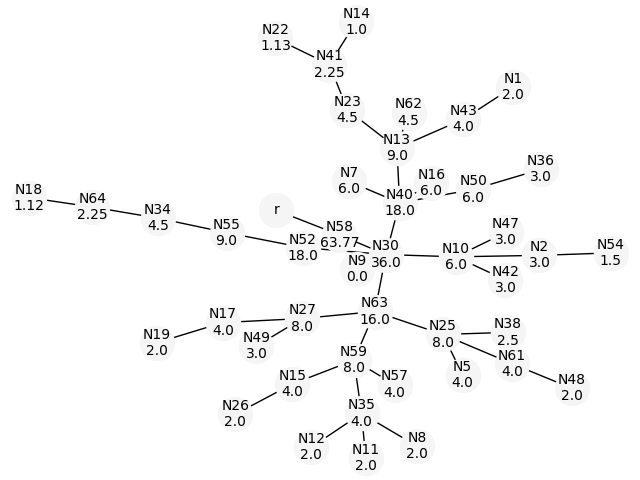 N14
1.0
N22
1.13
N41
2.25
N1
2.0
N23
4.5
N62
4.5
N43
4.0
N13
9.0
N36
3.0
N7
6.0
N16
6.0
N50
6.0
N18
1.12
N64
2.25
N40
18.0
N34
4.5
r
N55
9.0
N58
63.77
N47
3.0
N52
18.0
N30
36.0
N10
6.0
N2
3.0
N54
1.5
N9
0.0
N42
3.0
N63
16.0
N17
4.0
N27
8.0
N25
8.0
N38
2.5
N19
2.0
N49
3.0
N59
8.0
N61
4.0
N5
4.0
N15
4.0
N57
4.0
N48
2.0
N26
2.0
N35
4.0
N12
2.0
N11
2.0
N8
2.0